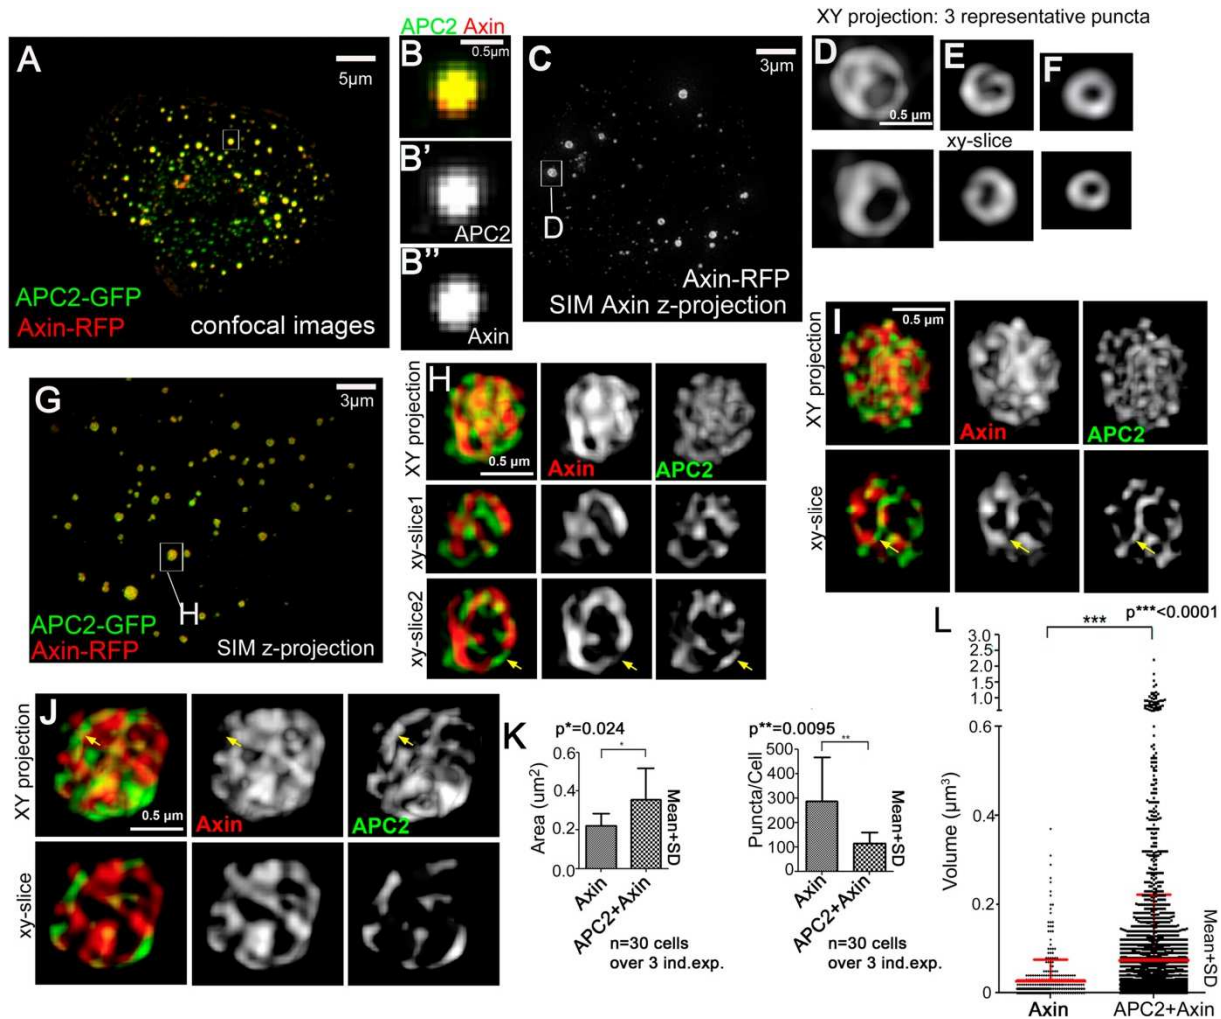 XY projection: 3 representative puncta
APC2 Axin
A
5µm
B
0.5µm
C
3µm
D
E
F
0.5 µm
xy-slice
B'
APC2
D
B"
Axin
APC2-GFP
Axin-RFP
confocal images
Axin-RFP
SIM Axin z-projection
G
3µm
H
APC2-GFP
Axin-RFP
SIM z-projection
H
XY projection
0.5 µm
Axin
APC2
xy-slice1
xy-slice2
I
0.5 µm
XY projection
Axin
APC2
xy-slice
J
XY projection
0.5 µm
Axin
APC2
xy-slice
K
p*=0.024
*
Area (um²)
0.6
0.4
0.2
0.0
Axin
APC2+Axin
Mean+SD
n=30 cells
over 3 ind.exp.
p**=0.0095
**
Puncta/Cell
500
400
300
200
100
0
Axin
APC2+Axin
Mean+SD
n=30 cells
over 3 ind.exp.
L
p***<0.0001
***
Volume (µm³)
3.0
2.5
2.0
1.5
1.0
0.6
0.4
0.2
0
Axin
APC2+Axin
Mean+SD